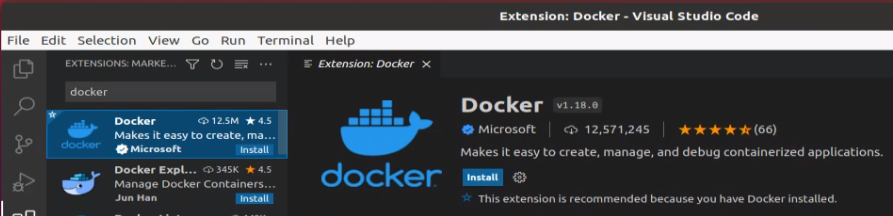 Extension: Docker - Visual Studio Code
File Edit Selection View Go Run Terminal Help
EXTENSIONS: MARKE...
docker
Docker 12.5M ★ 4.5
Makes it easy to create, ma...
Microsoft Install
docker
Docker Expl... 345K ★ 4.5
Manage Docker Containers...
Jun Han Install
Extension: Docker ×
docker
Docker v1.18.0
Microsoft | 12,571,245 | (66)
Makes it easy to create, manage, and debug containerized applications.
Install
This extension is recommended because you have Docker installed.